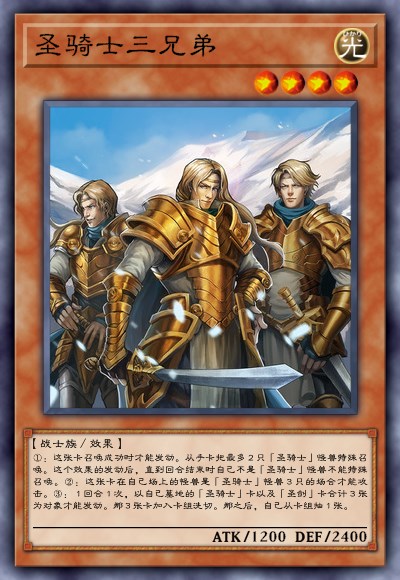 圣骑士三兄弟
光
【战士族／效果】
①：这张卡召唤成功时才能发动。从手卡把最多2只「圣骑士」怪兽特殊召
唤。这个效果的发动后，直到回合结束时自己不是「圣骑士」怪兽不能特殊
召唤。②：这张卡在自己场上的怪兽是「圣骑士」怪兽3只的场合才能攻
击。③：1回合1次，以自己墓地的「圣骑士」卡以及「圣剑」卡合计3张
为对象才能发动。那3张卡加入卡组洗切。那之后，自己从卡组抽1张。
ATK/1200 DEF/2400